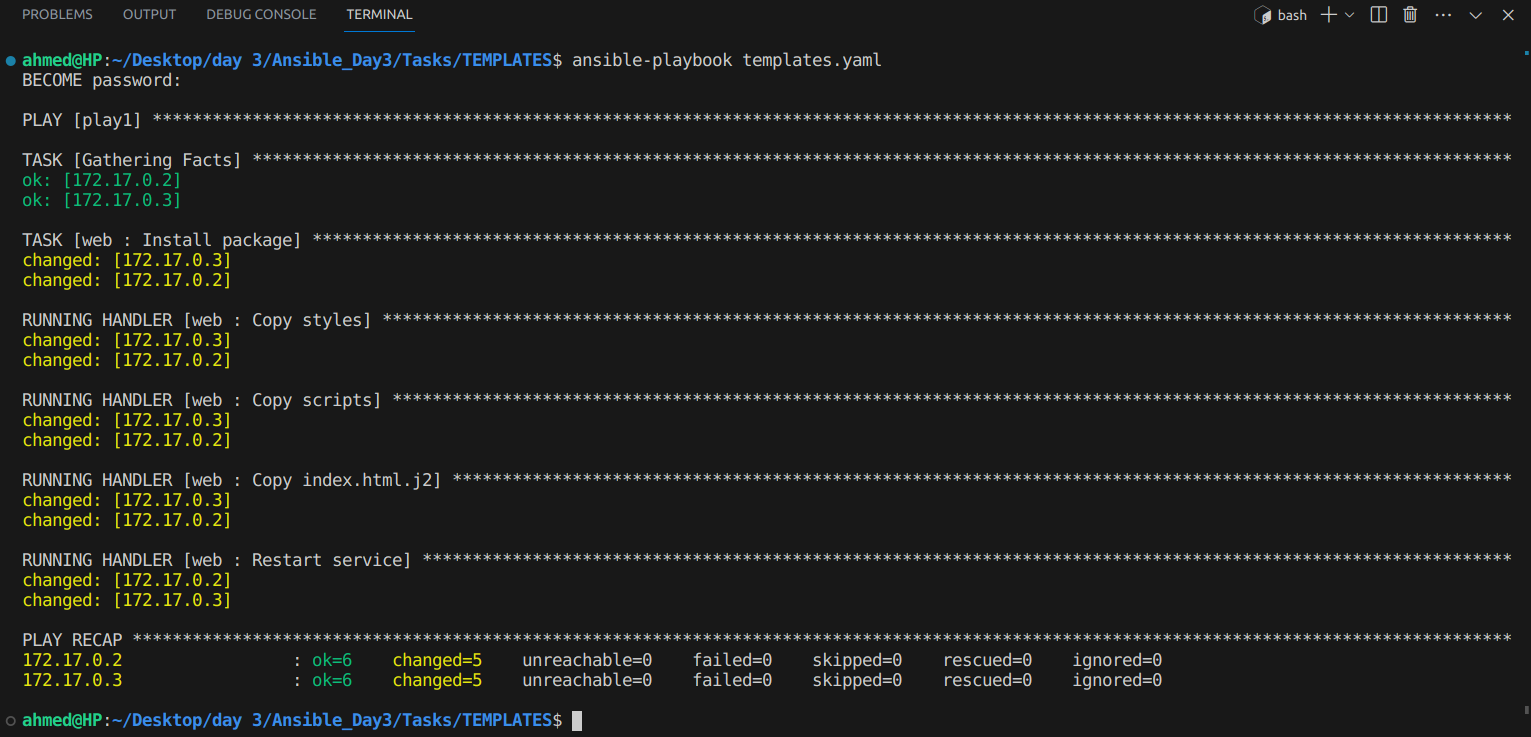 PROBLEMS OUTPUT DEBUG CONSOLE TERMINAL bash
ahmed@HP:~/Desktop/day 3/Ansible_Day3/Tasks/TEMPLATES$ ansible-playbook templates.yaml
BECOME password:
PLAY [play1] ****************************************************************************************************************************************
TASK [Gathering Facts] ******************************************************************************************************************************
ok: [172.17.0.2]
ok: [172.17.0.3]
TASK [web : Install package] ************************************************************************************************************************
changed: [172.17.0.3]
changed: [172.17.0.2]
RUNNING HANDLER [web : Copy styles] *****************************************************************************************************************
changed: [172.17.0.3]
changed: [172.17.0.2]
RUNNING HANDLER [web : Copy scripts] ****************************************************************************************************************
changed: [172.17.0.3]
changed: [172.17.0.2]
RUNNING HANDLER [web : Copy index.html.j2] **********************************************************************************************************
changed: [172.17.0.3]
changed: [172.17.0.2]
RUNNING HANDLER [web : Restart service] *************************************************************************************************************
changed: [172.17.0.2]
changed: [172.17.0.3]
PLAY RECAP ******************************************************************************************************************************************
172.17.0.2 : ok=6 changed=5 unreachable=0 failed=0 skipped=0 rescued=0 ignored=0
172.17.0.3 : ok=6 changed=5 unreachable=0 failed=0 skipped=0 rescued=0 ignored=0
ahmed@HP:~/Desktop/day 3/Ansible_Day3/Tasks/TEMPLATES$